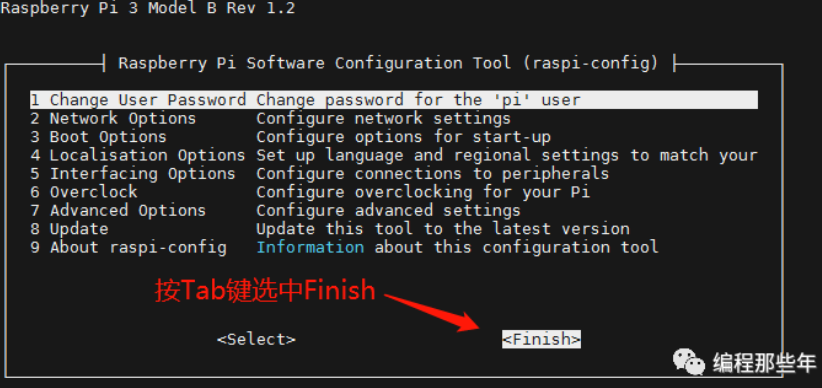 Raspberry Pi 3 Model B Rev 1.2
Raspberry Pi Software Configuration Tool (raspi-config)
1 Change User Password Change password for the 'pi' user
2 Network Options Configure network settings
3 Boot Options Configure options for start-up
4 Localisation Options Set up language and regional settings to match your
5 Interfacing Options Configure connections to peripherals
6 Overclock Configure overclocking for your Pi
7 Advanced Options Configure advanced settings
8 Update Update this tool to the latest version
9 About raspi-config Information about this configuration tool
按Tab键选中Finish
<Select> <Finish>
编程那些年